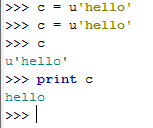 >>> c = u'hello'
>>> c = u'hello'
>>> c
u'hello'
>>> print c
hello
>>>